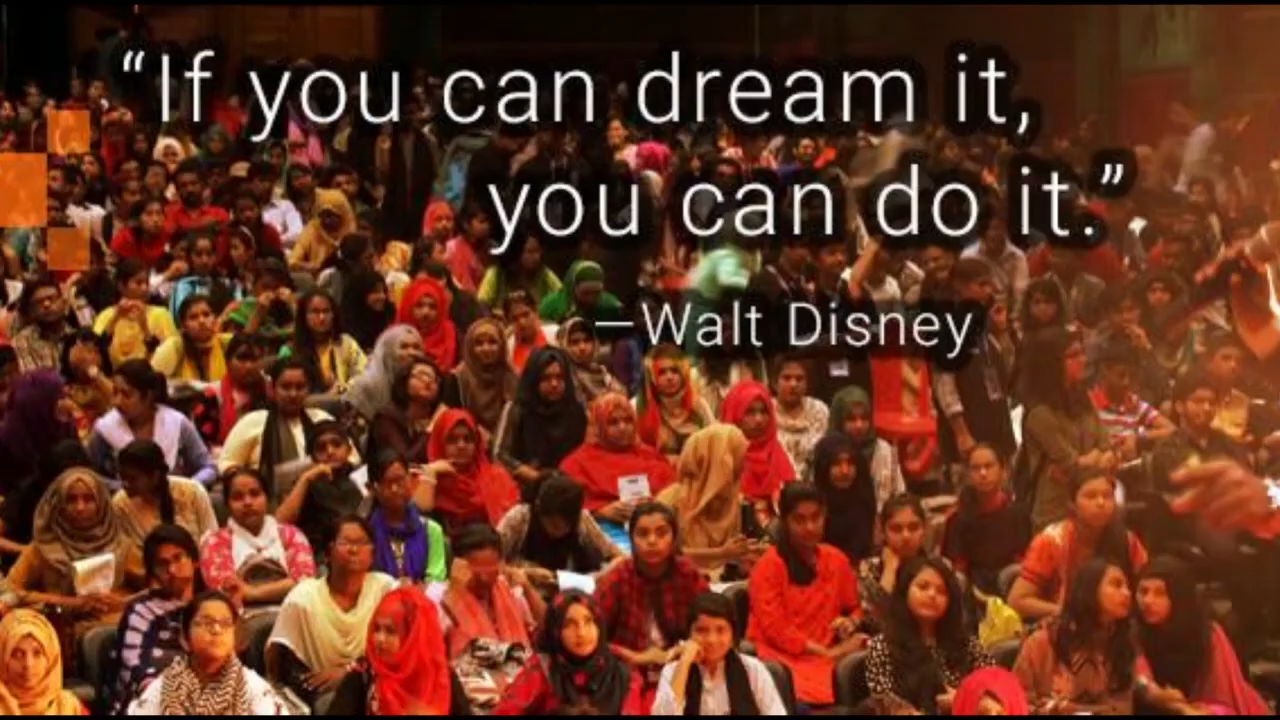 “If you can dream it,
you can do it.”
—Walt Disney